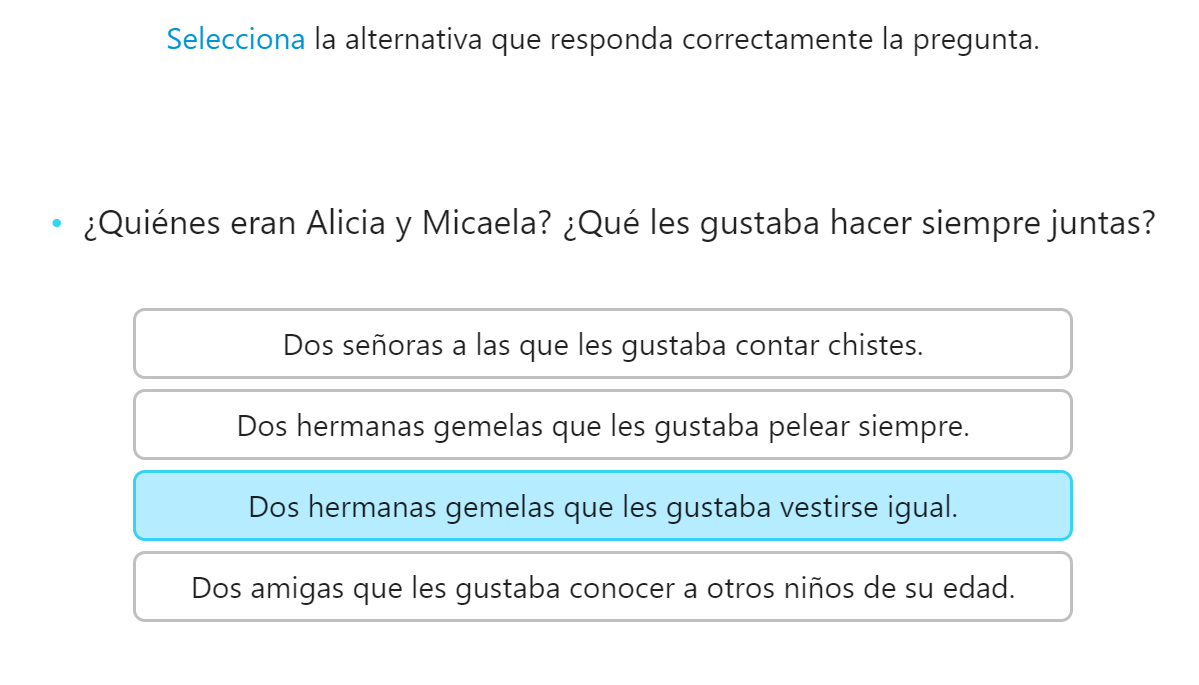 Selecciona la alternativa que responda correctamente la pregunta.
• ¿Quiénes eran Alicia y Micaela? ¿Qué les gustaba hacer siempre juntas?
Dos señoras a las que les gustaba contar chistes.
Dos hermanas gemelas que les gustaba pelear siempre.
Dos hermanas gemelas que les gustaba vestirse igual.
Dos amigas que les gustaba conocer a otros niños de su edad.